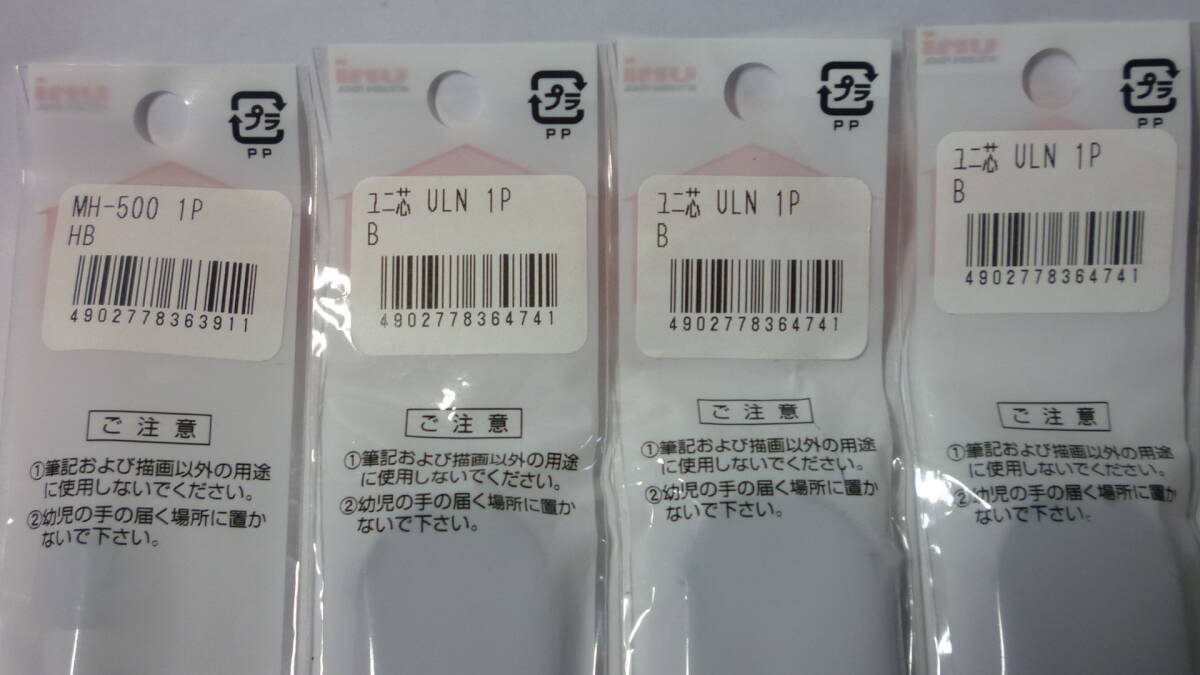 プラ
PP
MH-500 1P
HB
4902778363911
ご注意
①筆記および描画以外の用途
に使用しないでください。
②幼児の手の届く場所に置か
ないで下さい。
プラ
PP
ユニ芯 ULN 1P
B
4902778364741
ご注意
①筆記および描画以外の用途
に使用しないでください。
②幼児の手の届く場所に置か
ないで下さい。
プラ
PP
ユニ芯 ULN 1P
B
4902778364741
ご注意
①筆記および描画以外の用途
に使用しないでください。
②幼児の手の届く場所に置か
ないで下さい。
プラ
PP
ユニ芯 ULN 1P
B
4902778364741
ご注意
①筆記および描画以外の用途
に使用しないでください。
②幼児の手の届く場所に置か
ないで下さい。